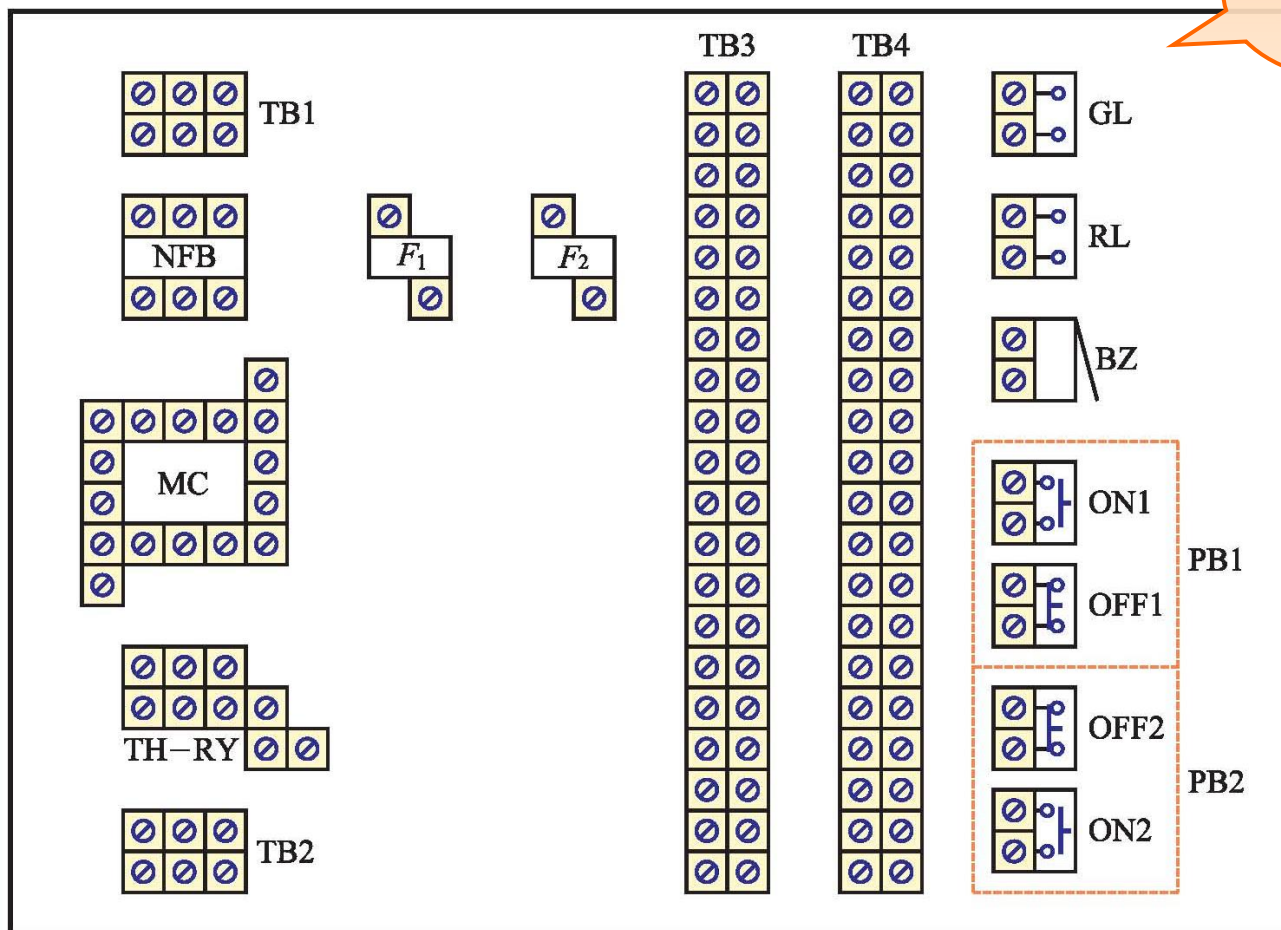 TB3 TB4
TB1
GL
NFB
F1
F2
RL
BZ
MC
ON1
PB1
OFF1
TH−RY
OFF2
PB2
TB2
ON2